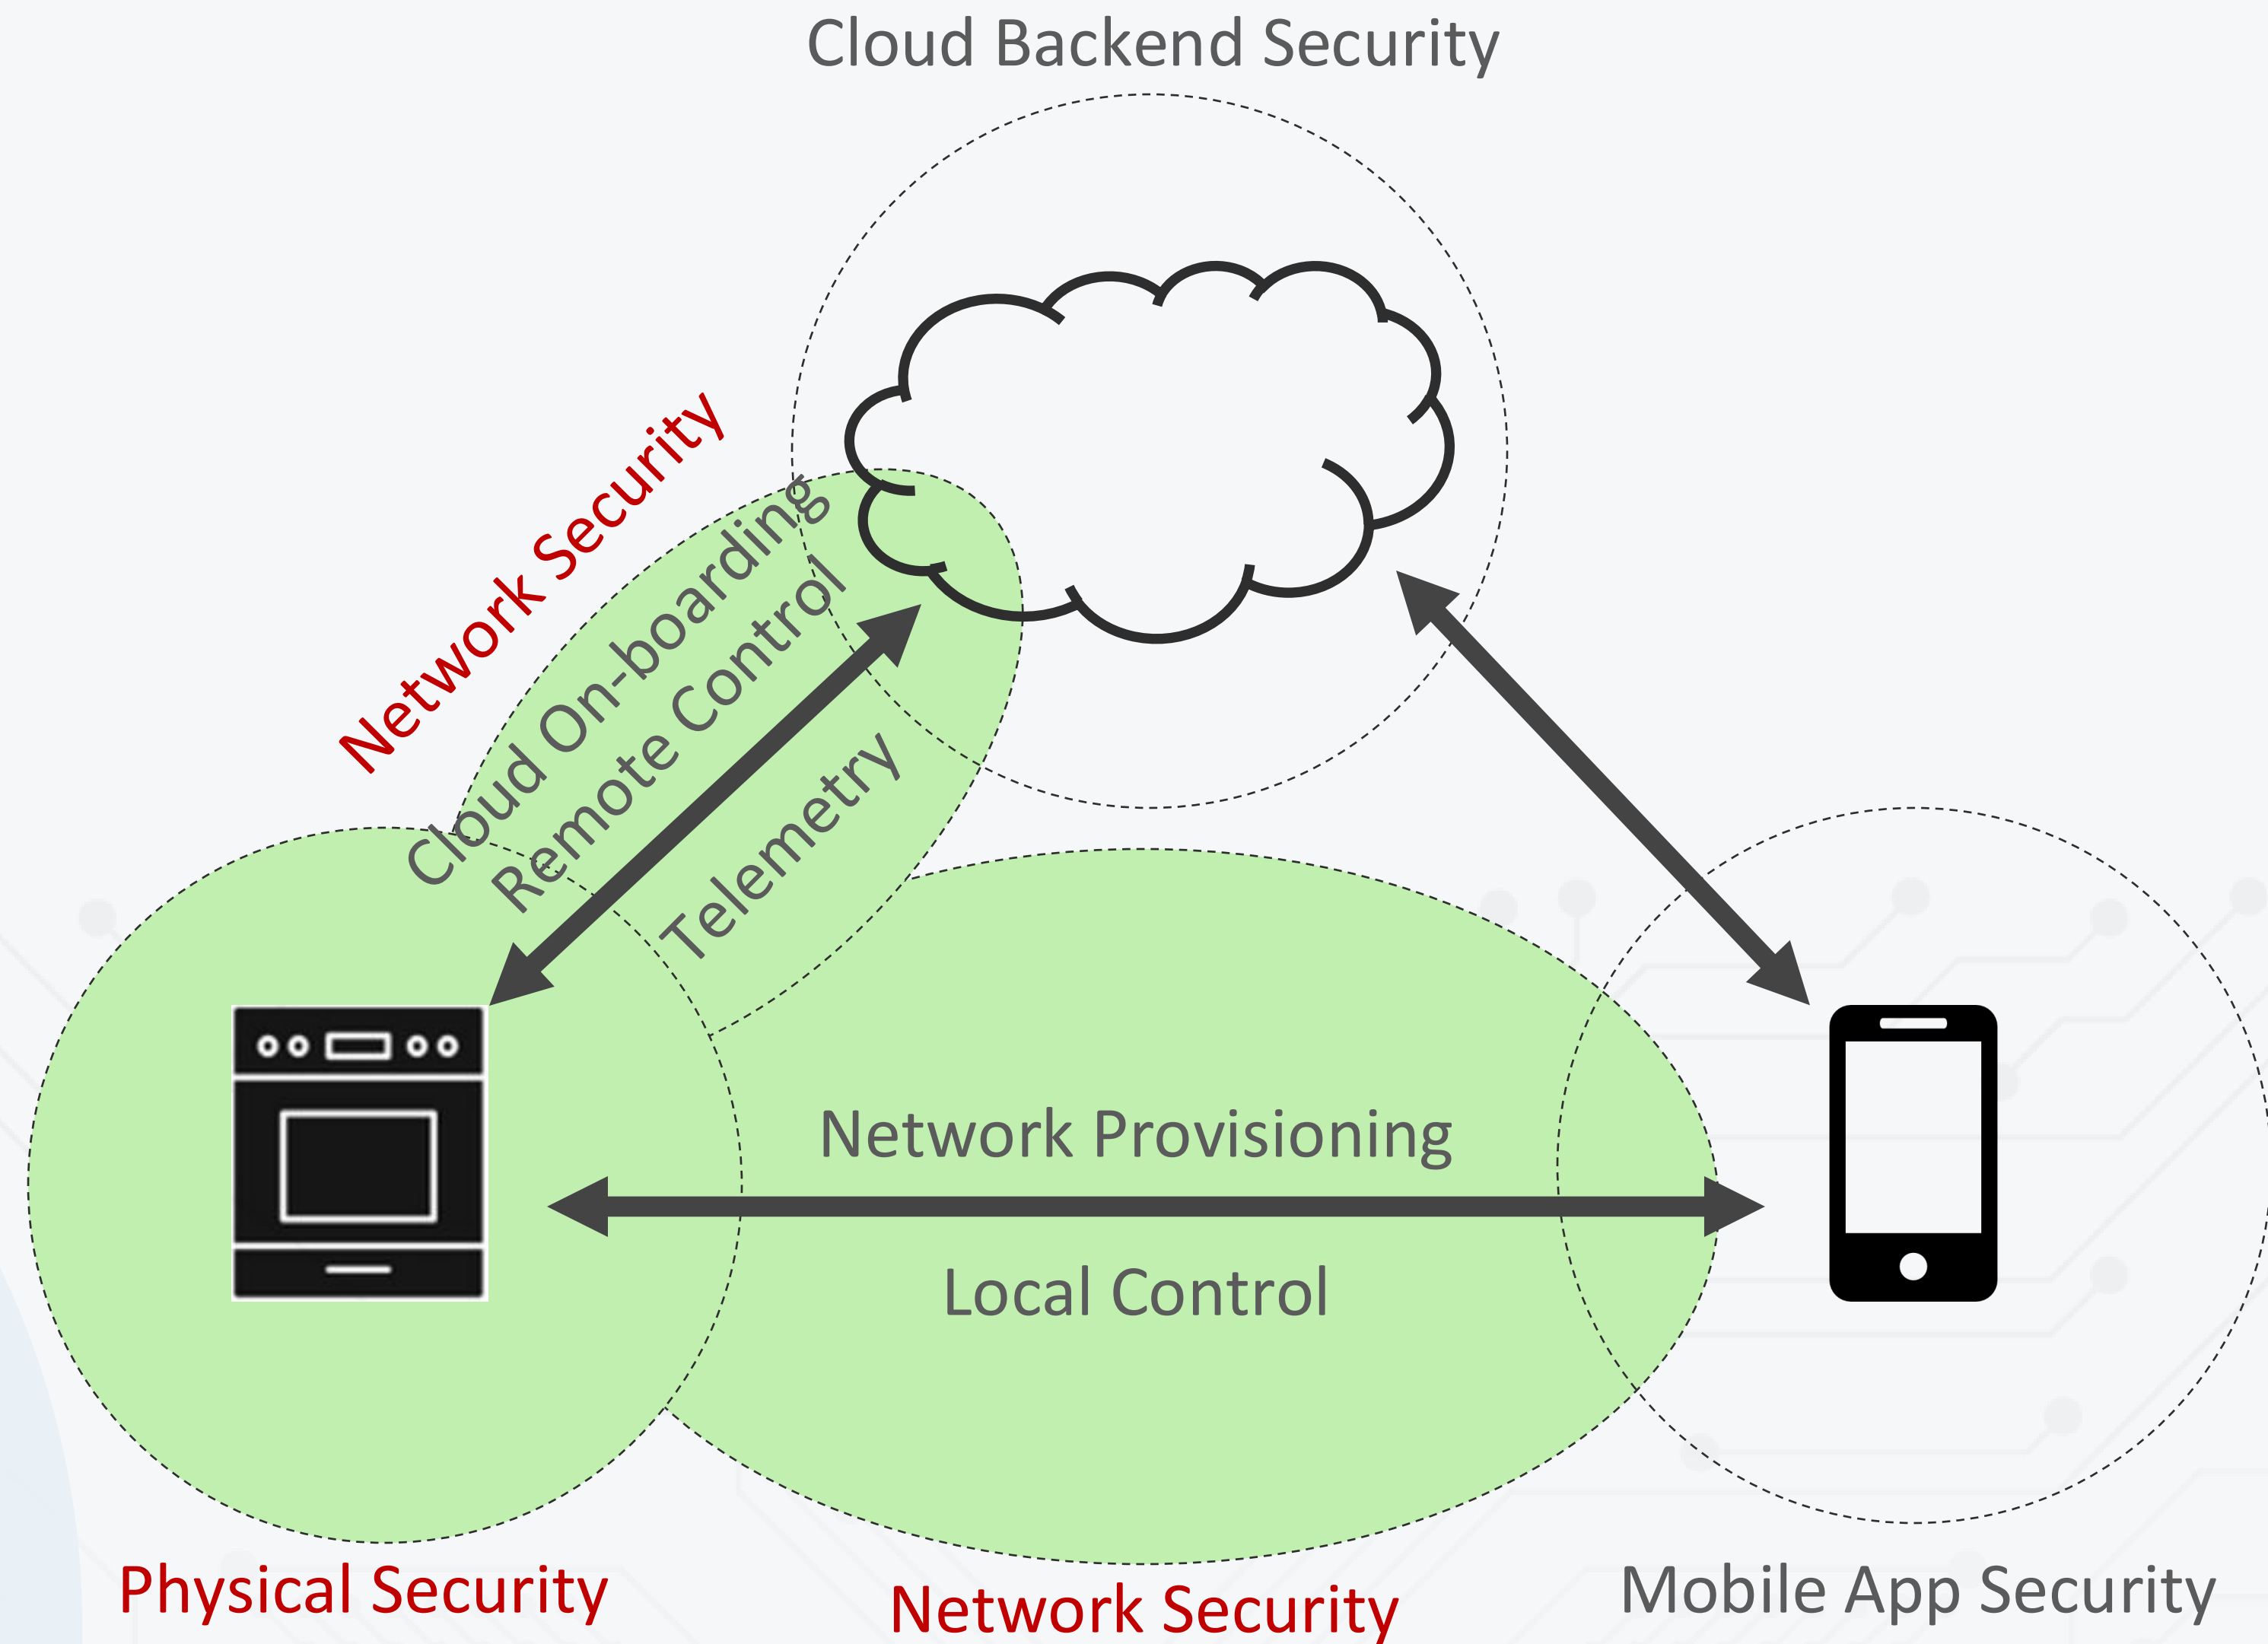 Cloud Backend Security
Network Security
Cloud On-boarding
Remote Control
Telemetry
Network Provisioning
Local Control
Physical Security
Network Security
Mobile App Security